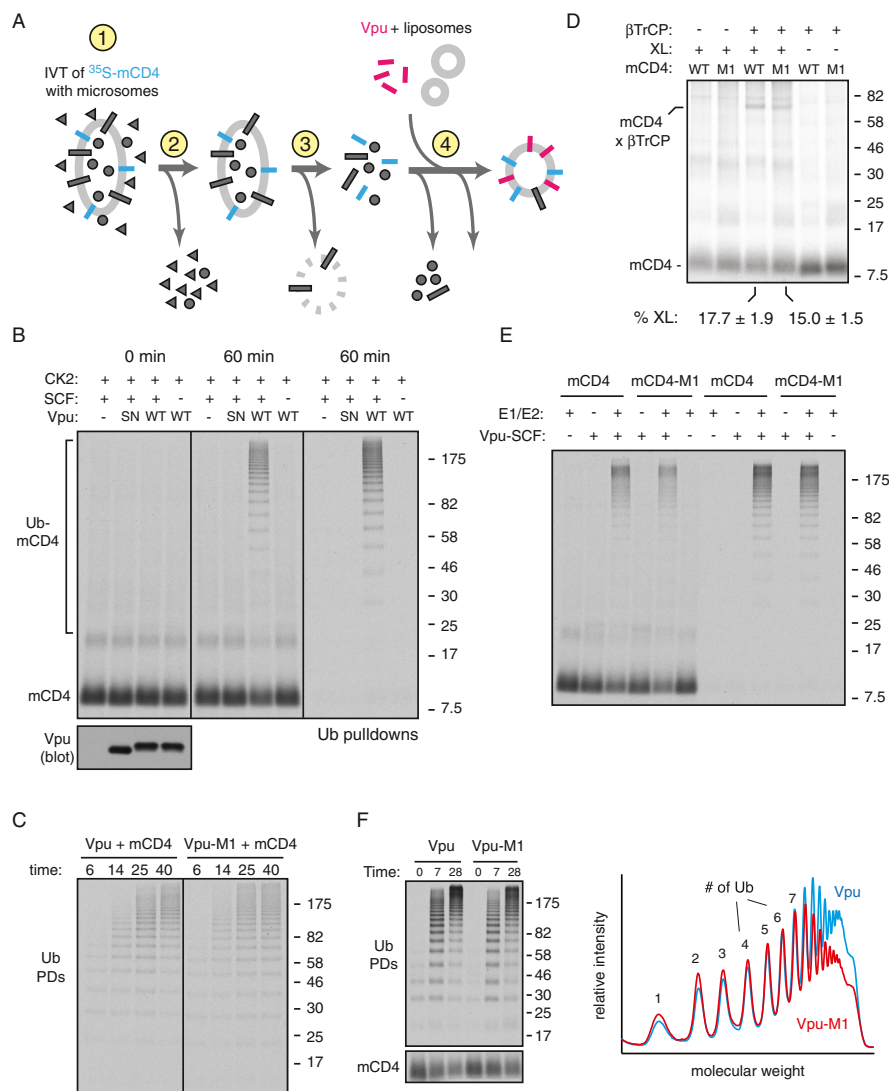 A
1
IVT of ³⁵S-mCD4
with microsomes
2
3
Vpu + liposomes
4
B
0 min 60 min 60 min
CK2: + + + + + + + + + + + +
SCF: + + + - + + + - + + + -
Vpu: - SN WT WT - SN WT WT - SN WT WT
Ub-
mCD4
mCD4
- 175
- 82
- 58
- 46
- 30
- 25
- 17
- 7.5
Vpu
(blot)
Ub pulldowns
C
Vpu + mCD4 Vpu-M1 + mCD4
time: 6 14 25 40 6 14 25 40
Ub
PDs
- 175
- 82
- 58
- 46
- 30
- 25
- 17
D
βTrCP - - + + + +
XL: + + + + - -
mCD4: WT M1 WT M1 WT M1
mCD4
x βTrCP
mCD4 -
- 82
- 46
- 30
- 25
- 17
- 7.5
% XL: 17.7 ± 1.9 15.0 ± 1.5
E
mCD4 mCD4-M1 mCD4 mCD4-M1
E1/E2: + - + - + + + - + - + +
Vpu-SCF: - + + + + - - + + + + -
- 175
- 82
- 58
- 46
- 30
- 25
- 17
- 7.5
F
Vpu Vpu-M1
Time: 0 7 28 0 7 28
Ub
PDs
- 175
- 82
- 58
- 46
- 30
- 25
- 17
mCD4
relative intensity
# of Ub
1
2
3
4
5
6
7
Vpu
Vpu-M1
molecular weight